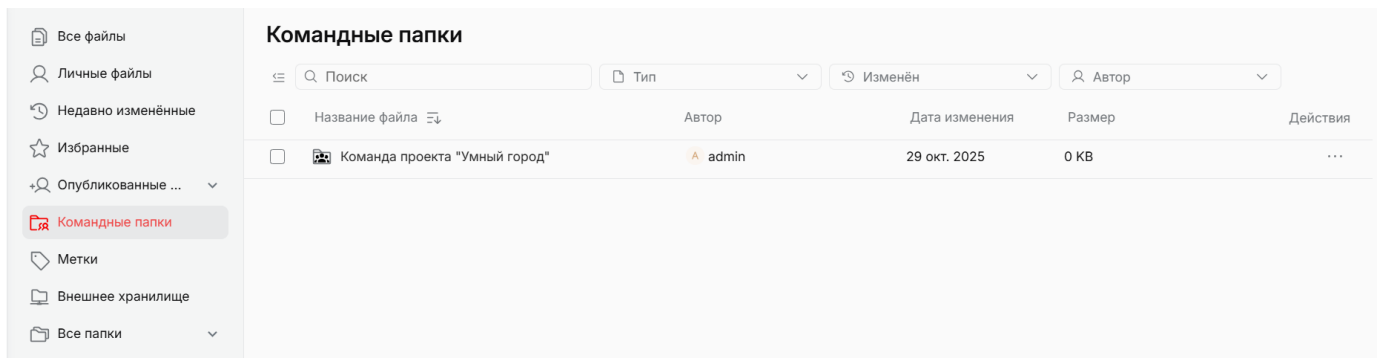 Все файлы
Личные файлы
Недавно изменённые
Избранные
Опубликованные ...
Командные папки
Метки
Внешнее хранилище
Все папки
Командные папки
Поиск
Тип
Изменён
Автор
Название файла Автор Дата изменения Размер Действия
Команда проекта "Умный город" A admin 29 окт. 2025 0 KB ...